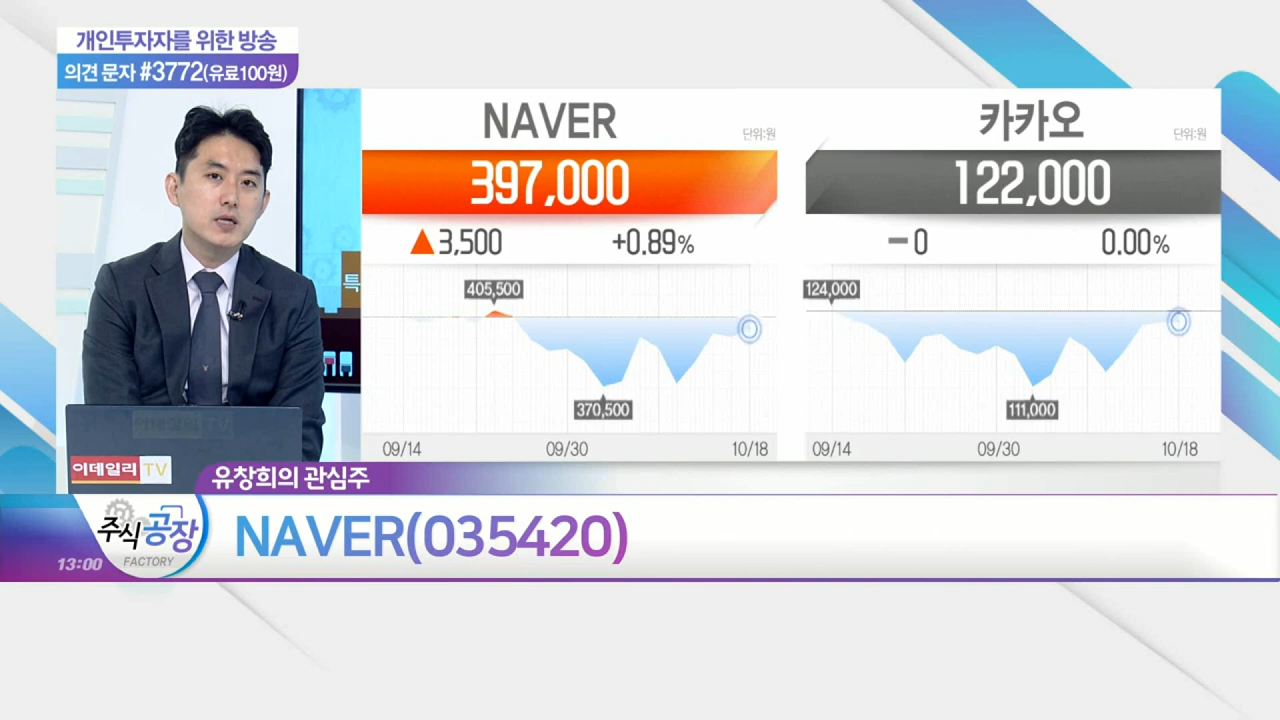 개인투자자를 위한 방송
의견 문자 #3772(유료100원)
NAVER
단위:원
397,000
▲3,500 +0.89%
405,500
370,500
09/14 09/30 10/18
카카오
단위:원
122,000
-0 0.00%
124,000
111,000
09/14 09/30 10/18
특
이데일리 TV
유창희의 관심주
주식공장
FACTORY
13:00
NAVER(035420)